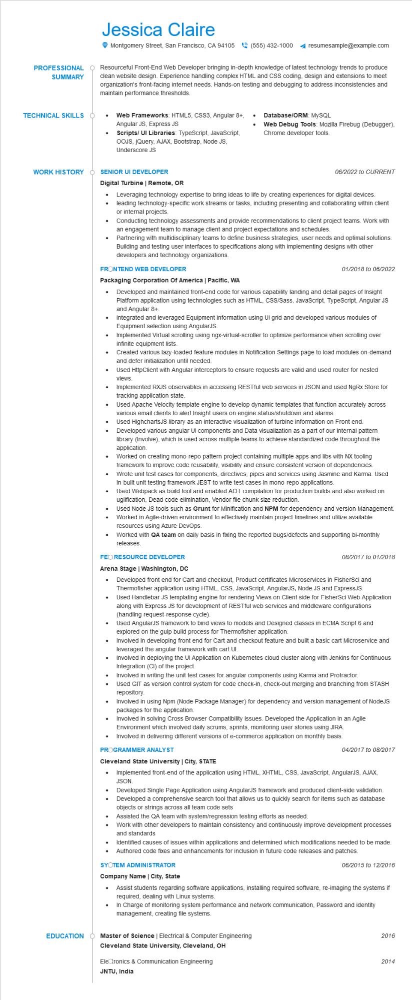 Jessica Claire
Montgomery Street, San Francisco, CA 94105 (555) 432-1000 resumesample@example.com
PROFESSIONAL
SUMMARY
Resourceful Front-End Web Developer bringing in-depth knowledge of latest technology trends to produce
clean website design. Experience handling complex HTML and CSS coding, design and extensions to meet
organization's front-facing internet needs. Hands-on testing and debugging to address inconsistencies and
maintain performance thresholds.
TECHNICAL SKILLS
• Web Frameworks: HTML5, CSS3, Angular 8+,
Angular JS, Express JS
• Scripts/ UI Libraries: TypeScript, JavaScript,
OOJS, jQuery, AJAX, Bootstrap, Node JS,
Underscore JS
• Database/ORM: MySQL
• Web Debug Tools: Mozilla Firebug (Debugger),
Chrome developer tools.
WORK HISTORY
SENIOR UI DEVELOPER 06/2022 to CURRENT
Digital Turbine | Remote, OR
• Leveraging technology expertise to bring ideas to life by creating experiences for digital devices.
• leading technology-specific work streams or tasks, including presenting and collaborating within client
or internal projects.
• Conducting technology assessments and provide recommendations to client project teams. Work with
an engagement team to manage client and project expectations and schedules.
• Partnering with multidisciplinary teams to define business strategies, user needs and optimal solutions.
Building and testing user interfaces to specifications along with implementing designs with other
developers and technology organizations.
FRONTEND WEB DEVELOPER 01/2018 to 06/2022
Packaging Corporation Of America | Pacific, WA
• Developed and maintained front-end code for various capability landing and detail pages of Insight
Platform application using technologies such as HTML, CSS/Sass, JavaScript, TypeScript, Angular JS
and Angular 8+.
• Integrated and leveraged Equipment information using UI grid and developed various modules of
Equipment selection using AngularJS.
• Implemented Virtual scrolling using ngx-virtual-scroller to optimize performance when scrolling over
infinite equipment lists.
• Created various lazy-loaded feature modules in Notification Settings page to load modules on-demand
and defer initialization until needed.
• Used HttpClient with Angular interceptors to ensure requests are valid and used router for nested
views.
• Implemented RXJS observables in accessing RESTful web services in JSON and used NgRx Store for
tracking application state.
• Used Apache Velocity template engine to develop dynamic templates that function accurately across
various email clients to alert Insight users on engine status/shutdown and alarms.
• Used HighchartsJS library as an interactive visualization of turbine information on Front end.
• Developed various angular UI components and Data visualization as a part of our internal pattern
library (Involve), which is used across multiple teams to achieve standardized code throughout the
application.
• Worked on creating mono-repo pattern project containing multiple apps and libs with NX tooling
framework to improve code reusability, visibility and ensure consistent version of dependencies.
• Wrote unit test cases for components, directives, pipes and services using Jasmine and Karma. Used
in-built unit testing framework JEST to write test cases in mono-repo applications.
• Used Webpack as build tool and enabled AOT compilation for production builds and also worked on
uglification, Dead code elimination, Vendor file chunk size reduction.
• Used Node JS tools such as Grunt for Minification and NPM for dependency and version Management.
• Worked in Agile-driven environment to effectively maintain project timelines and utilize available
resources using Azure DevOps.
• Worked with QA team on daily basis in fixing the reported bugs/defects and supporting bi-monthly
releases.
FED RESOURCE DEVELOPER 08/2017 to 01/2018
Arena Stage | Washington, DC
• Developed front end for Cart and checkout, Product certificates Microservices in FisherSci and
Thermofisher application using HTML, CSS, JavaScript, AngularJS, Node JS and ExpressJS.
• Used Handlebar JS templating engine for rendering Views on Client side for FisherSci Web Application
along with Express JS for development of RESTful web services and middleware configurations
(handling request-response cycle).
• Used AngularJS framework to bind views to models and Designed classes in ECMA Script 6 and
explored on the gulp build process for Thermofisher application.
• Involved in developing front end for Cart and checkout feature and built a basic cart Microservice and
leveraged the angular framework with cart UI.
• Involved in deploying the UI Application on Kubernetes cloud cluster along with Jenkins for Continuous
Integration (CI) of the project.
• Involved in writing the unit test cases for angular components using Karma and Protractor.
• Used GIT as version control system for code check-in, check-out merging and branching from STASH
repository.
• Involved in using Npm (Node Package Manager) for dependency and version management of NodeJS
packages for the application.
• Involved in solving Cross Browser Compatibility issues. Developed the Application in an Agile
Environment which involved daily scrums, sprints, monitoring user stories using JIRA.
• Involved in delivering different versions of e-commerce application on monthly basis.
PROGRAMMER ANALYST 04/2017 to 08/2017
Cleveland State University | City, STATE
• Implemented front-end of the application using HTML, XHTML, CSS, JavaScript, AngularJS, AJAX,
JSON.
• Developed Single Page Application using AngularJS framework and produced client-side validation.
• Developed a comprehensive search tool that allows us to quickly search for items such as database
objects or strings across all team code sets
• Assisted the QA team with system/regression testing efforts as needed.
• Work with other developers to maintain consistency and continuously improve development processes
and standards
• Identified causes of issues within applications and determined which modifications needed to be made.
• Authored code fixes and enhancements for inclusion in future code releases and patches.
SYSTEM ADMINISTRATOR 06/2015 to 12/2016
Company Name | City, State
• Assist students regarding software applications, installing required software, re-imaging the systems if
required, dealing with Linux systems.
• In Charge of monitoring system performance and network communication, Password and identity
management, creating file systems.
EDUCATION
Master of Science | Electrical & Computer Engineering 2016
Cleveland State University, Cleveland, OH
Electronics & Communication Engineering 2014
JNTU, India